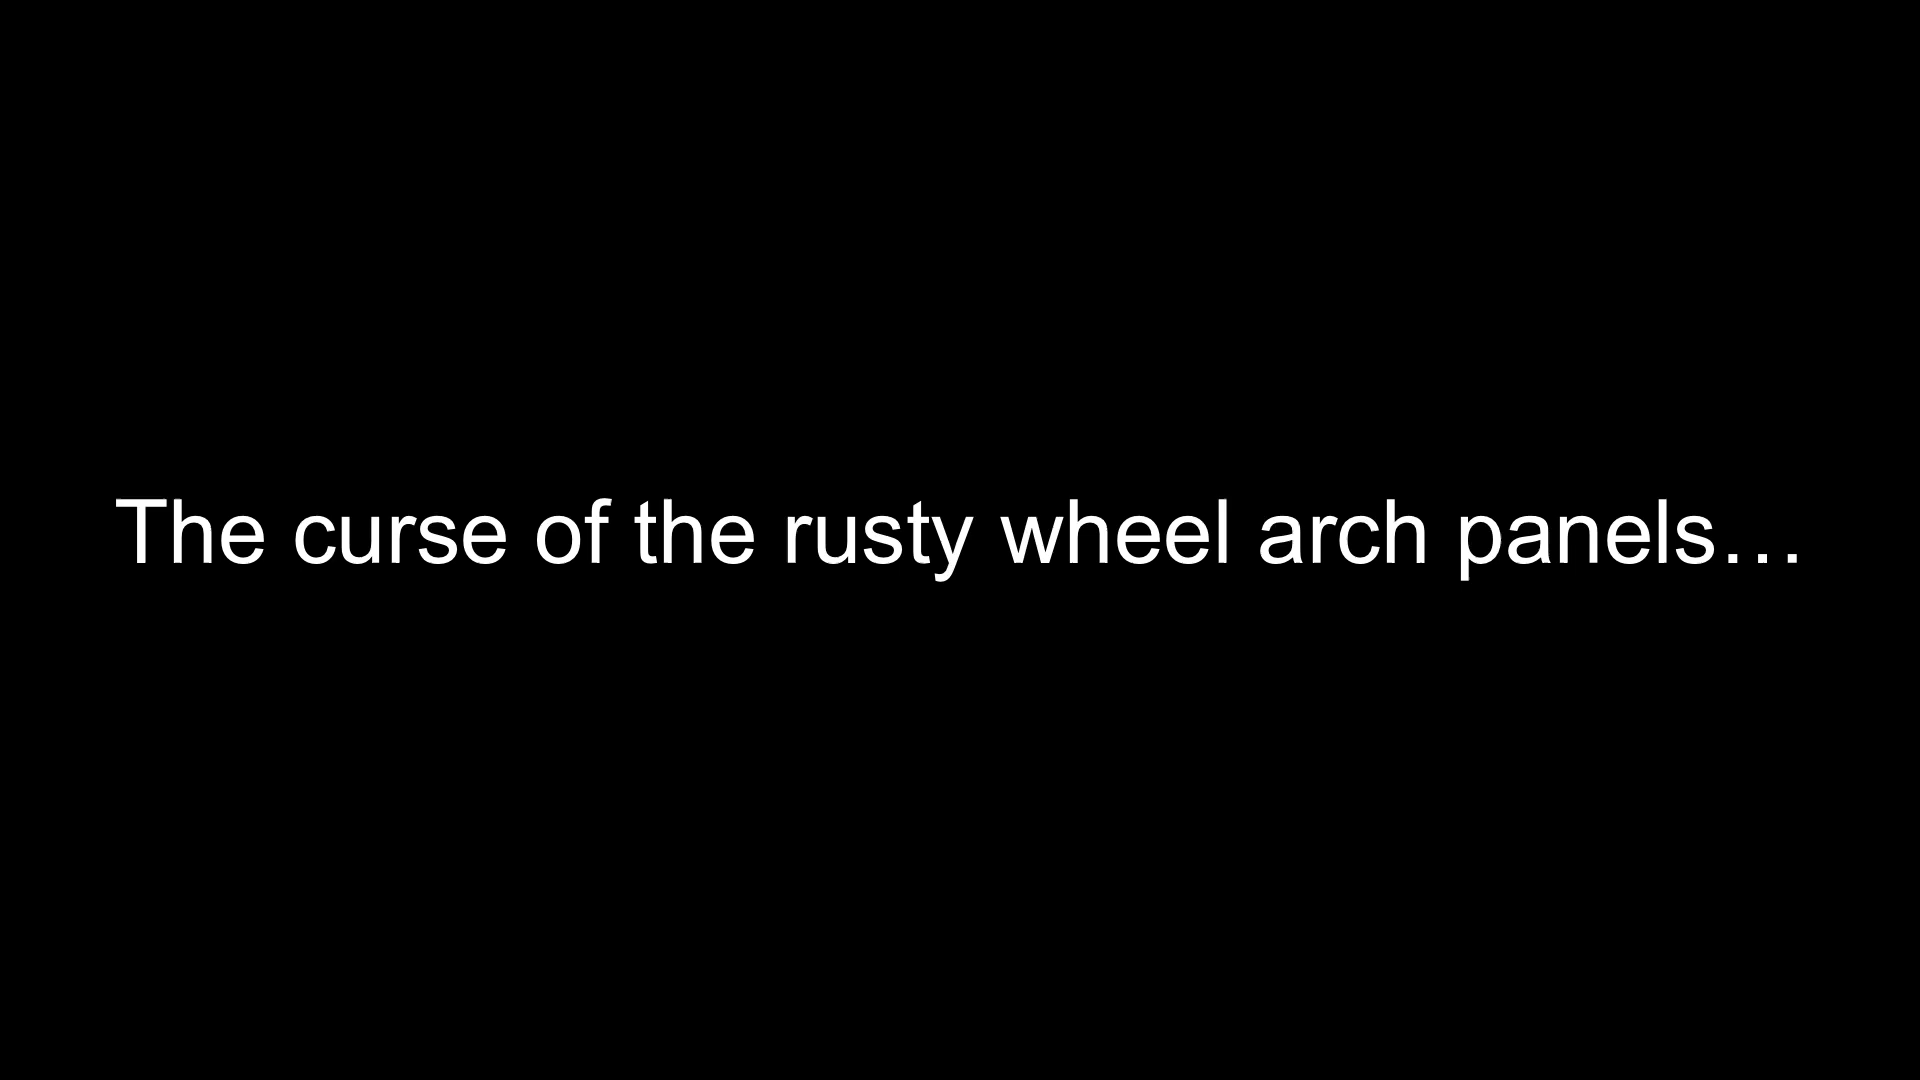 The curse of the rusty wheel arch panels…